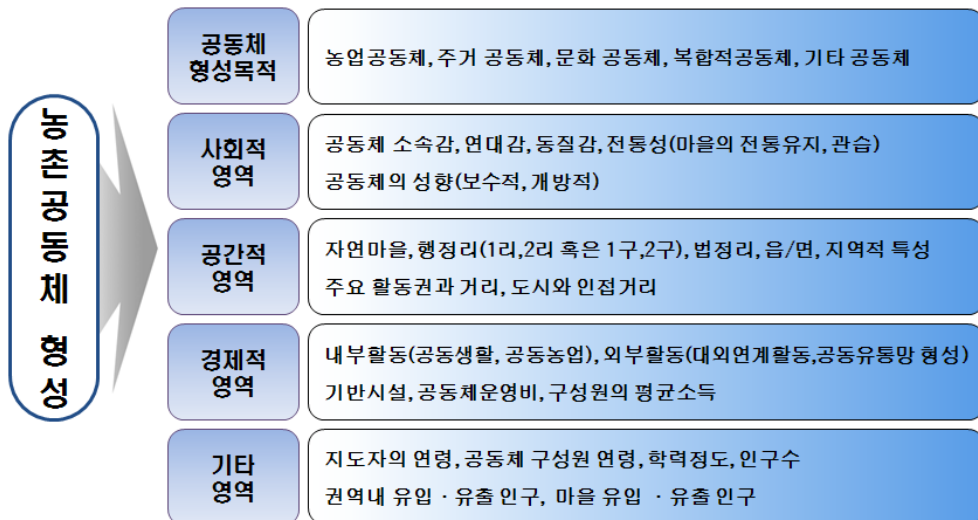 농촌공동체 형성
공동체
형성목적
농업공동체, 주거 공동체, 문화 공동체, 복합적공동체, 기타 공동체
사회적
영역
공동체 소속감, 연대감, 동질감, 전통성(마을의 전통유지, 관습)
공동체의 성향(보수적, 개방적)
공간적
영역
자연마을, 행정리(1리,2리 혹은 1구,2구), 법정리, 읍/면, 지역적 특성
주요 활동권과 거리, 도시와 인접거리
경제적
영역
내부활동(공동생활, 공동농업), 외부활동(대외연계활동,공동유통망 형성)
기반시설, 공동체운영비, 구성원의 평균소득
기타
영역
지도자의 연령, 공동체 구성원 연령, 학력정도, 인구수
권역내 유입 · 유출 인구, 마을 유입 · 유출 인구